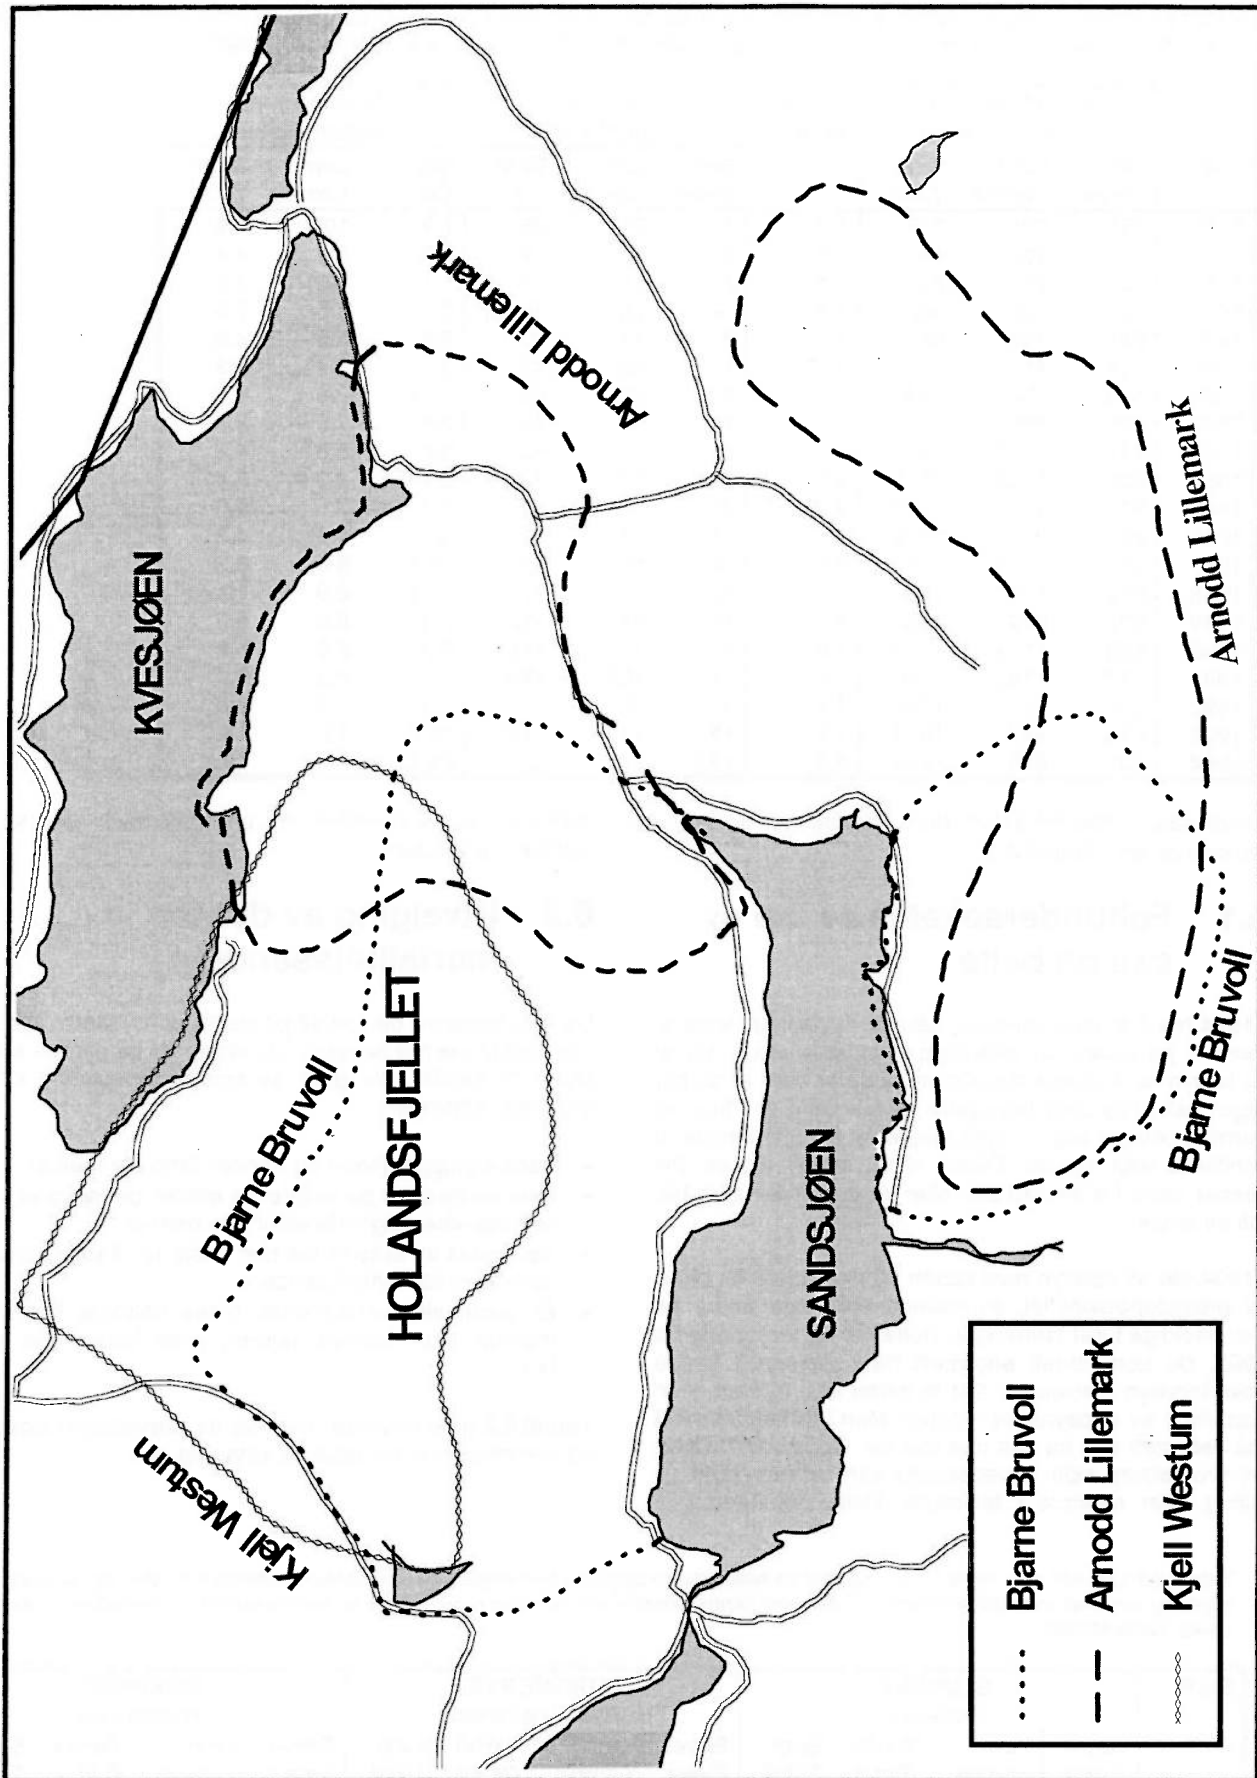 KVESJØEN
Arnodd Lillemark
Arnodd Lillemark
Bjarne Bruvoll
HOLANDSFJELLET
SANDSJØEN
Bjarne Bruvoll
Kjell Westum
Bjarne Bruvoll
Arnodd Lillemark
Kjell Westum